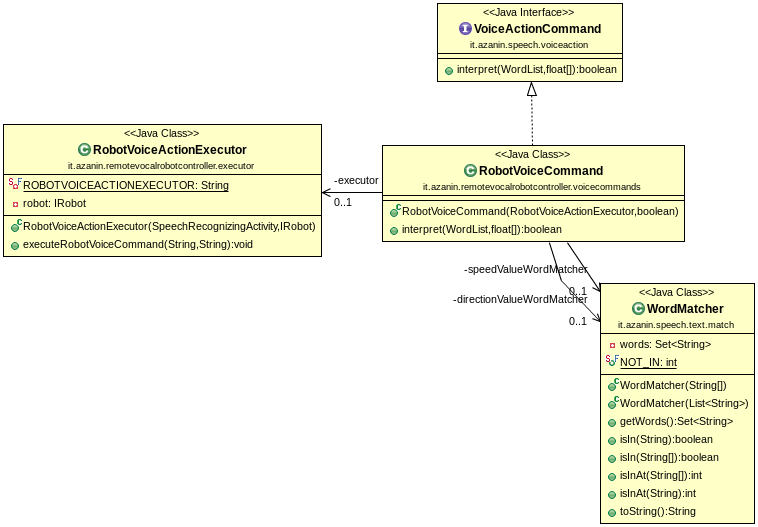 <<Java Interface>>
I VoiceActionCommand
it.azanin.speech.voiceaction
interpret(WordList,float[]):boolean
<<Java Class>>
C RobotVoiceActionExecutor
it.azanin.remotevocalrobotcontroller.executor
S F ROBOTVOICEACTIONEXECUTOR: String
robot: IRobot
C RobotVoiceActionExecutor(SpeechRecognizingActivity,IRobot)
executeRobotVoiceCommand(String,String):void
-executor
0..1
<<Java Class>>
C RobotVoiceCommand
it.azanin.remotevocalrobotcontroller.voicecommands
C RobotVoiceCommand(RobotVoiceActionExecutor,boolean)
interpret(WordList,float[]):boolean
-speedValueWordMatcher
0..1
-directionValueWordMatcher
0..1
<<Java Class>>
C WordMatcher
it.azanin.speech.text.match
words: Set<String>
S F NOT_IN: int
C WordMatcher(String[])
C WordMatcher(List<String>)
getWords():Set<String>
isIn(String):boolean
isIn(String[]):boolean
isInAt(String[]):int
isInAt(String):int
toString():String